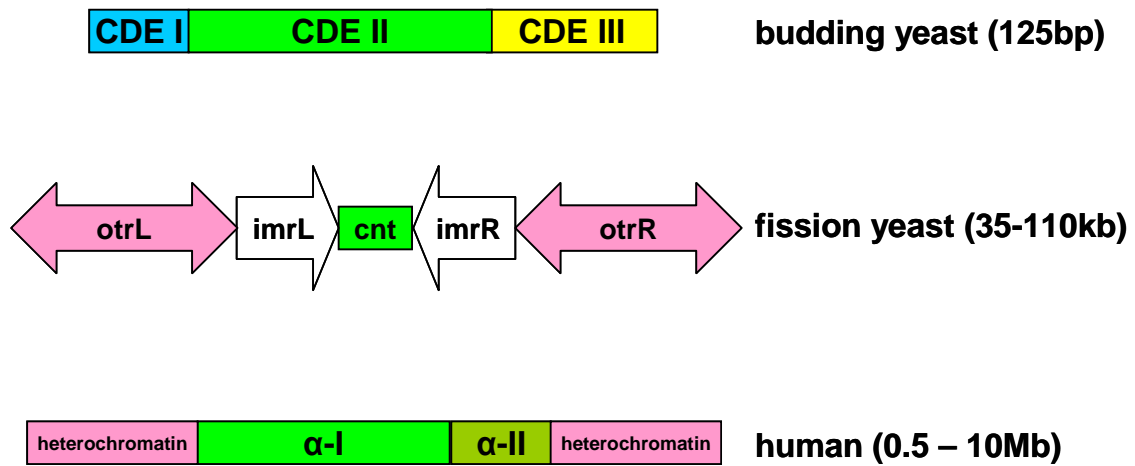 CDE I CDE II CDE III budding yeast (125bp)
otrL imrL cnt imrR otrR fission yeast (35-110kb)
heterochromatin α-I α-II heterochromatin human (0.5 – 10Mb)